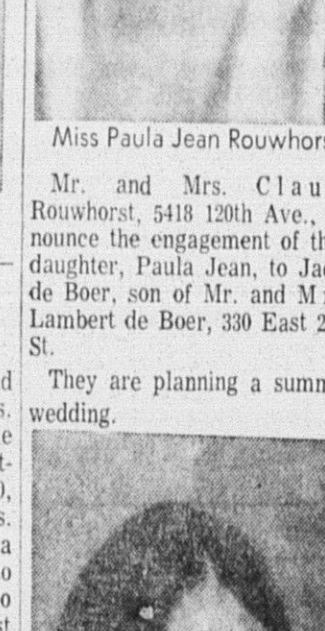 Miss Paula Jean Rouwhors
Mr. and Mrs. Clau
Rouwhorst, 5418 120th Ave.,
nounce the engagement of th
daughter, Paula Jean, to Ja
de Boer, son of Mr. and M
Lambert de Boer, 330 East 2
St.
They are planning a summ
wedding.
d
s.
e
t-
),
s.
a
o
o
st